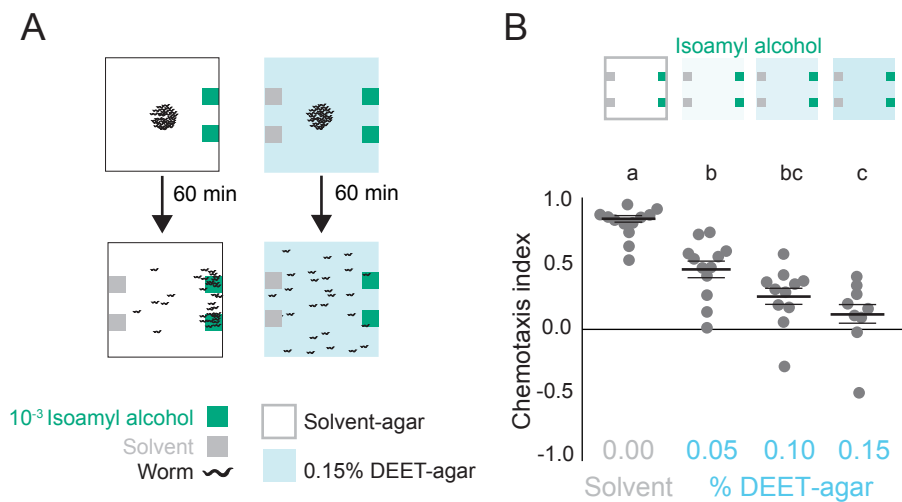 A
60 min
60 min
10-3 Isoamyl alcohol
Solvent
Worm
Solvent-agar
0.15% DEET-agar
B
Isoamyl alcohol
a b bc c
Chemotaxis index
1.0
0.5
0.0
-0.5
-1.0
0.00 0.05 0.10 0.15
Solvent % DEET-agar